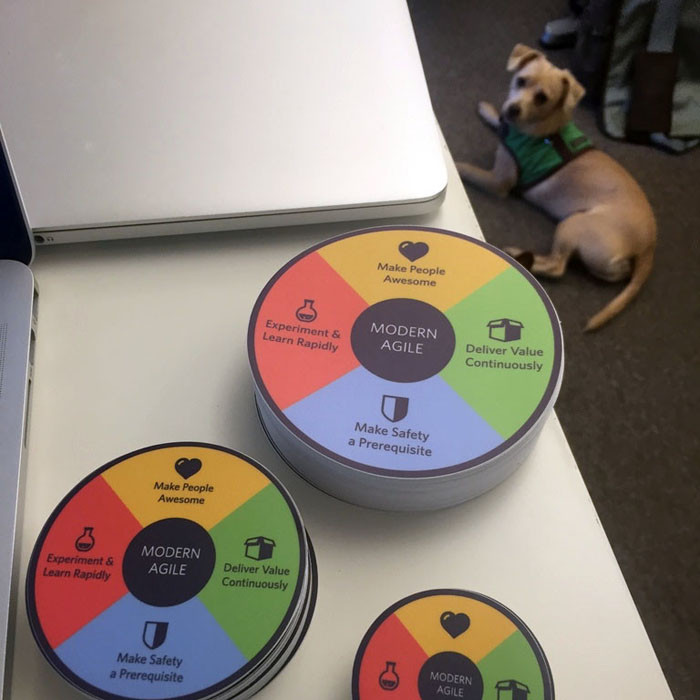 Make People
Awesome
Experiment &
Learn Rapidly
MODERN
AGILE
Deliver Value
Continuously
Make Safety
a Prerequisite
Make People
Awesome
Experiment &
Learn Rapidly
MODERN
AGILE
Deliver Value
Continuously
Make Safety
a Prerequisite
MODERN
AGILE